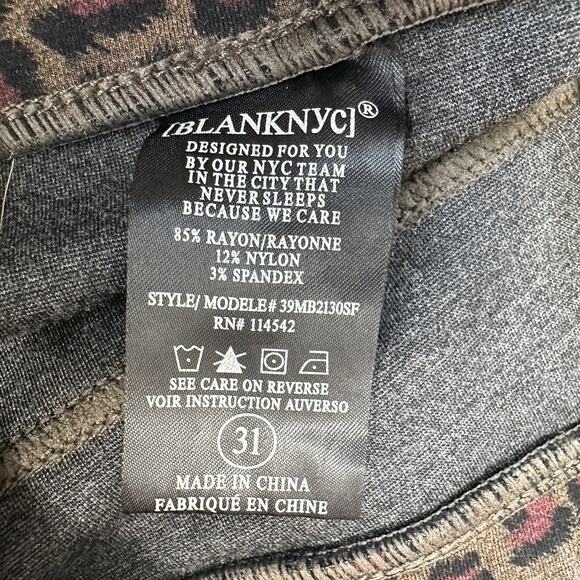 [BLANKNYC]®
DESIGNED FOR YOU
BY OUR NYC TEAM
IN THE CITY THAT
NEVER SLEEPS
BECAUSE WE CARE
85% RAYON/RAYONNE
12% NYLON
3% SPANDEX
STYLE/ MODELE# 39MB2130SF
RN# 114542
SEE CARE ON REVERSE
VOIR INSTRUCTION AUVERSO
31
MADE IN CHINA
FABRIQUÉ EN CHINE